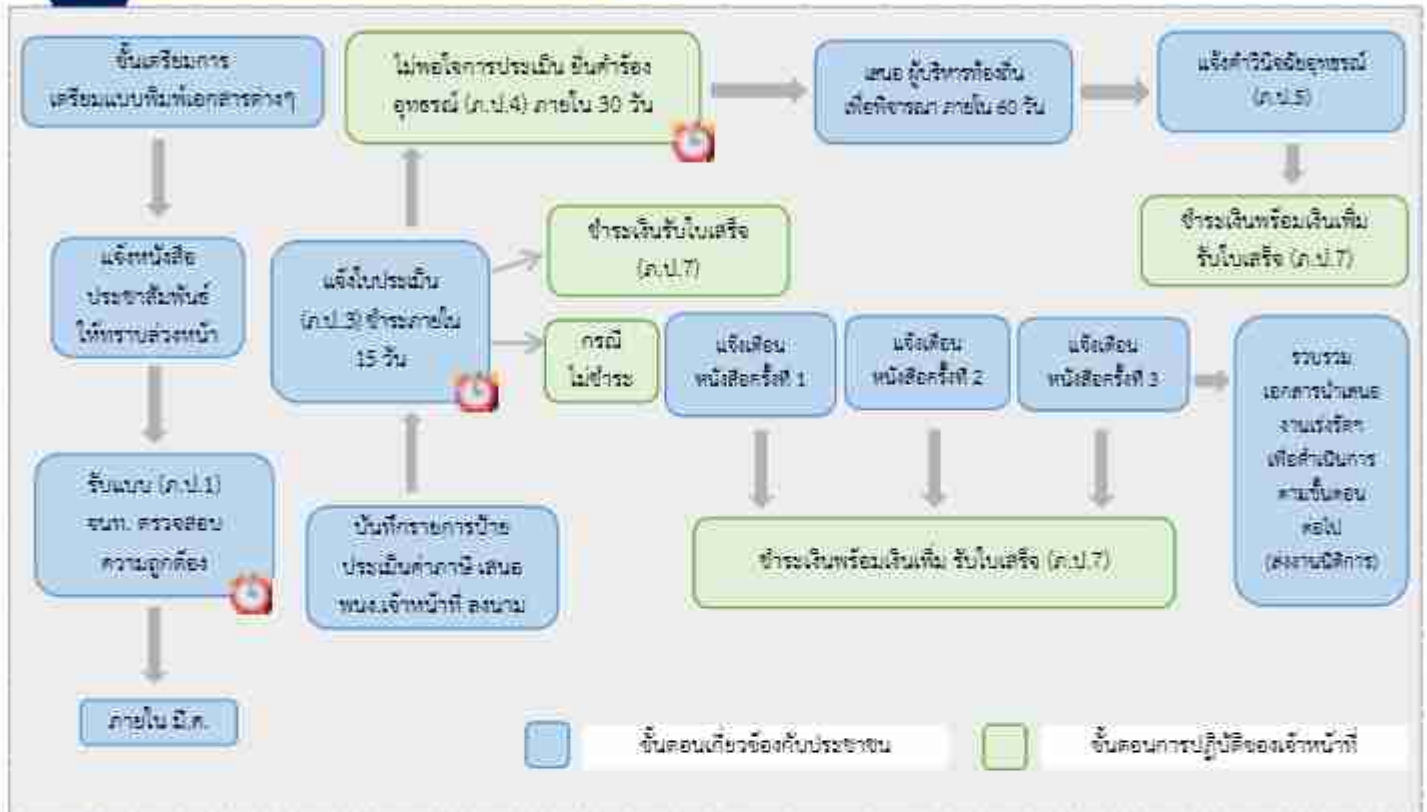 ขั้นเตรียมการ
เตรียมแบบพิมพ์เอกสารต่างๆ
แจ้งหนังสือ
ประชาสัมพันธ์
ให้ทราบล่วงหน้า
รับแบบ (ภ.ป.1)
จนท. ตรวจสอบ
ความถูกต้อง
ภายใน มี.ค.
บันทึกรายการป้าย
ประเมินค่าภาษี เสนอ
พนง.เจ้าหน้าที่ ลงนาม
แจ้งใบประเมิน
(ภ.ป.3) ชำระภายใน
15 วัน
ไม่พอใจการประเมิน ยื่นคำร้อง
อุทธรณ์ (ภ.ป.4) ภายใน 30 วัน
เสนอ ผู้บริหารท้องถิ่น
เพื่อพิจารณา ภายใน 60 วัน
แจ้งคำวินิจฉัยอุทธรณ์
(ภ.ป.5)
ชำระเงินพร้อมเงินเพิ่ม
รับใบเสร็จ (ภ.ป.7)
ชำระเงินรับใบเสร็จ
(ภ.ป.7)
กรณี
ไม่ชำระ
แจ้งเตือน
หนังสือครั้งที่ 1
แจ้งเตือน
หนังสือครั้งที่ 2
แจ้งเตือน
หนังสือครั้งที่ 3
รวบรวม
เอกสารนำเสนอ
งานเร่งรัดฯ
เพื่อดำเนินการ
ตามขั้นตอน
ต่อไป
(ส่งงานนิติการ)
ชำระเงินพร้อมเงินเพิ่ม รับใบเสร็จ (ภ.ป.7)
ขั้นตอนเกี่ยวข้องกับประชาชน
ขั้นตอนการปฏิบัติของเจ้าหน้าที่